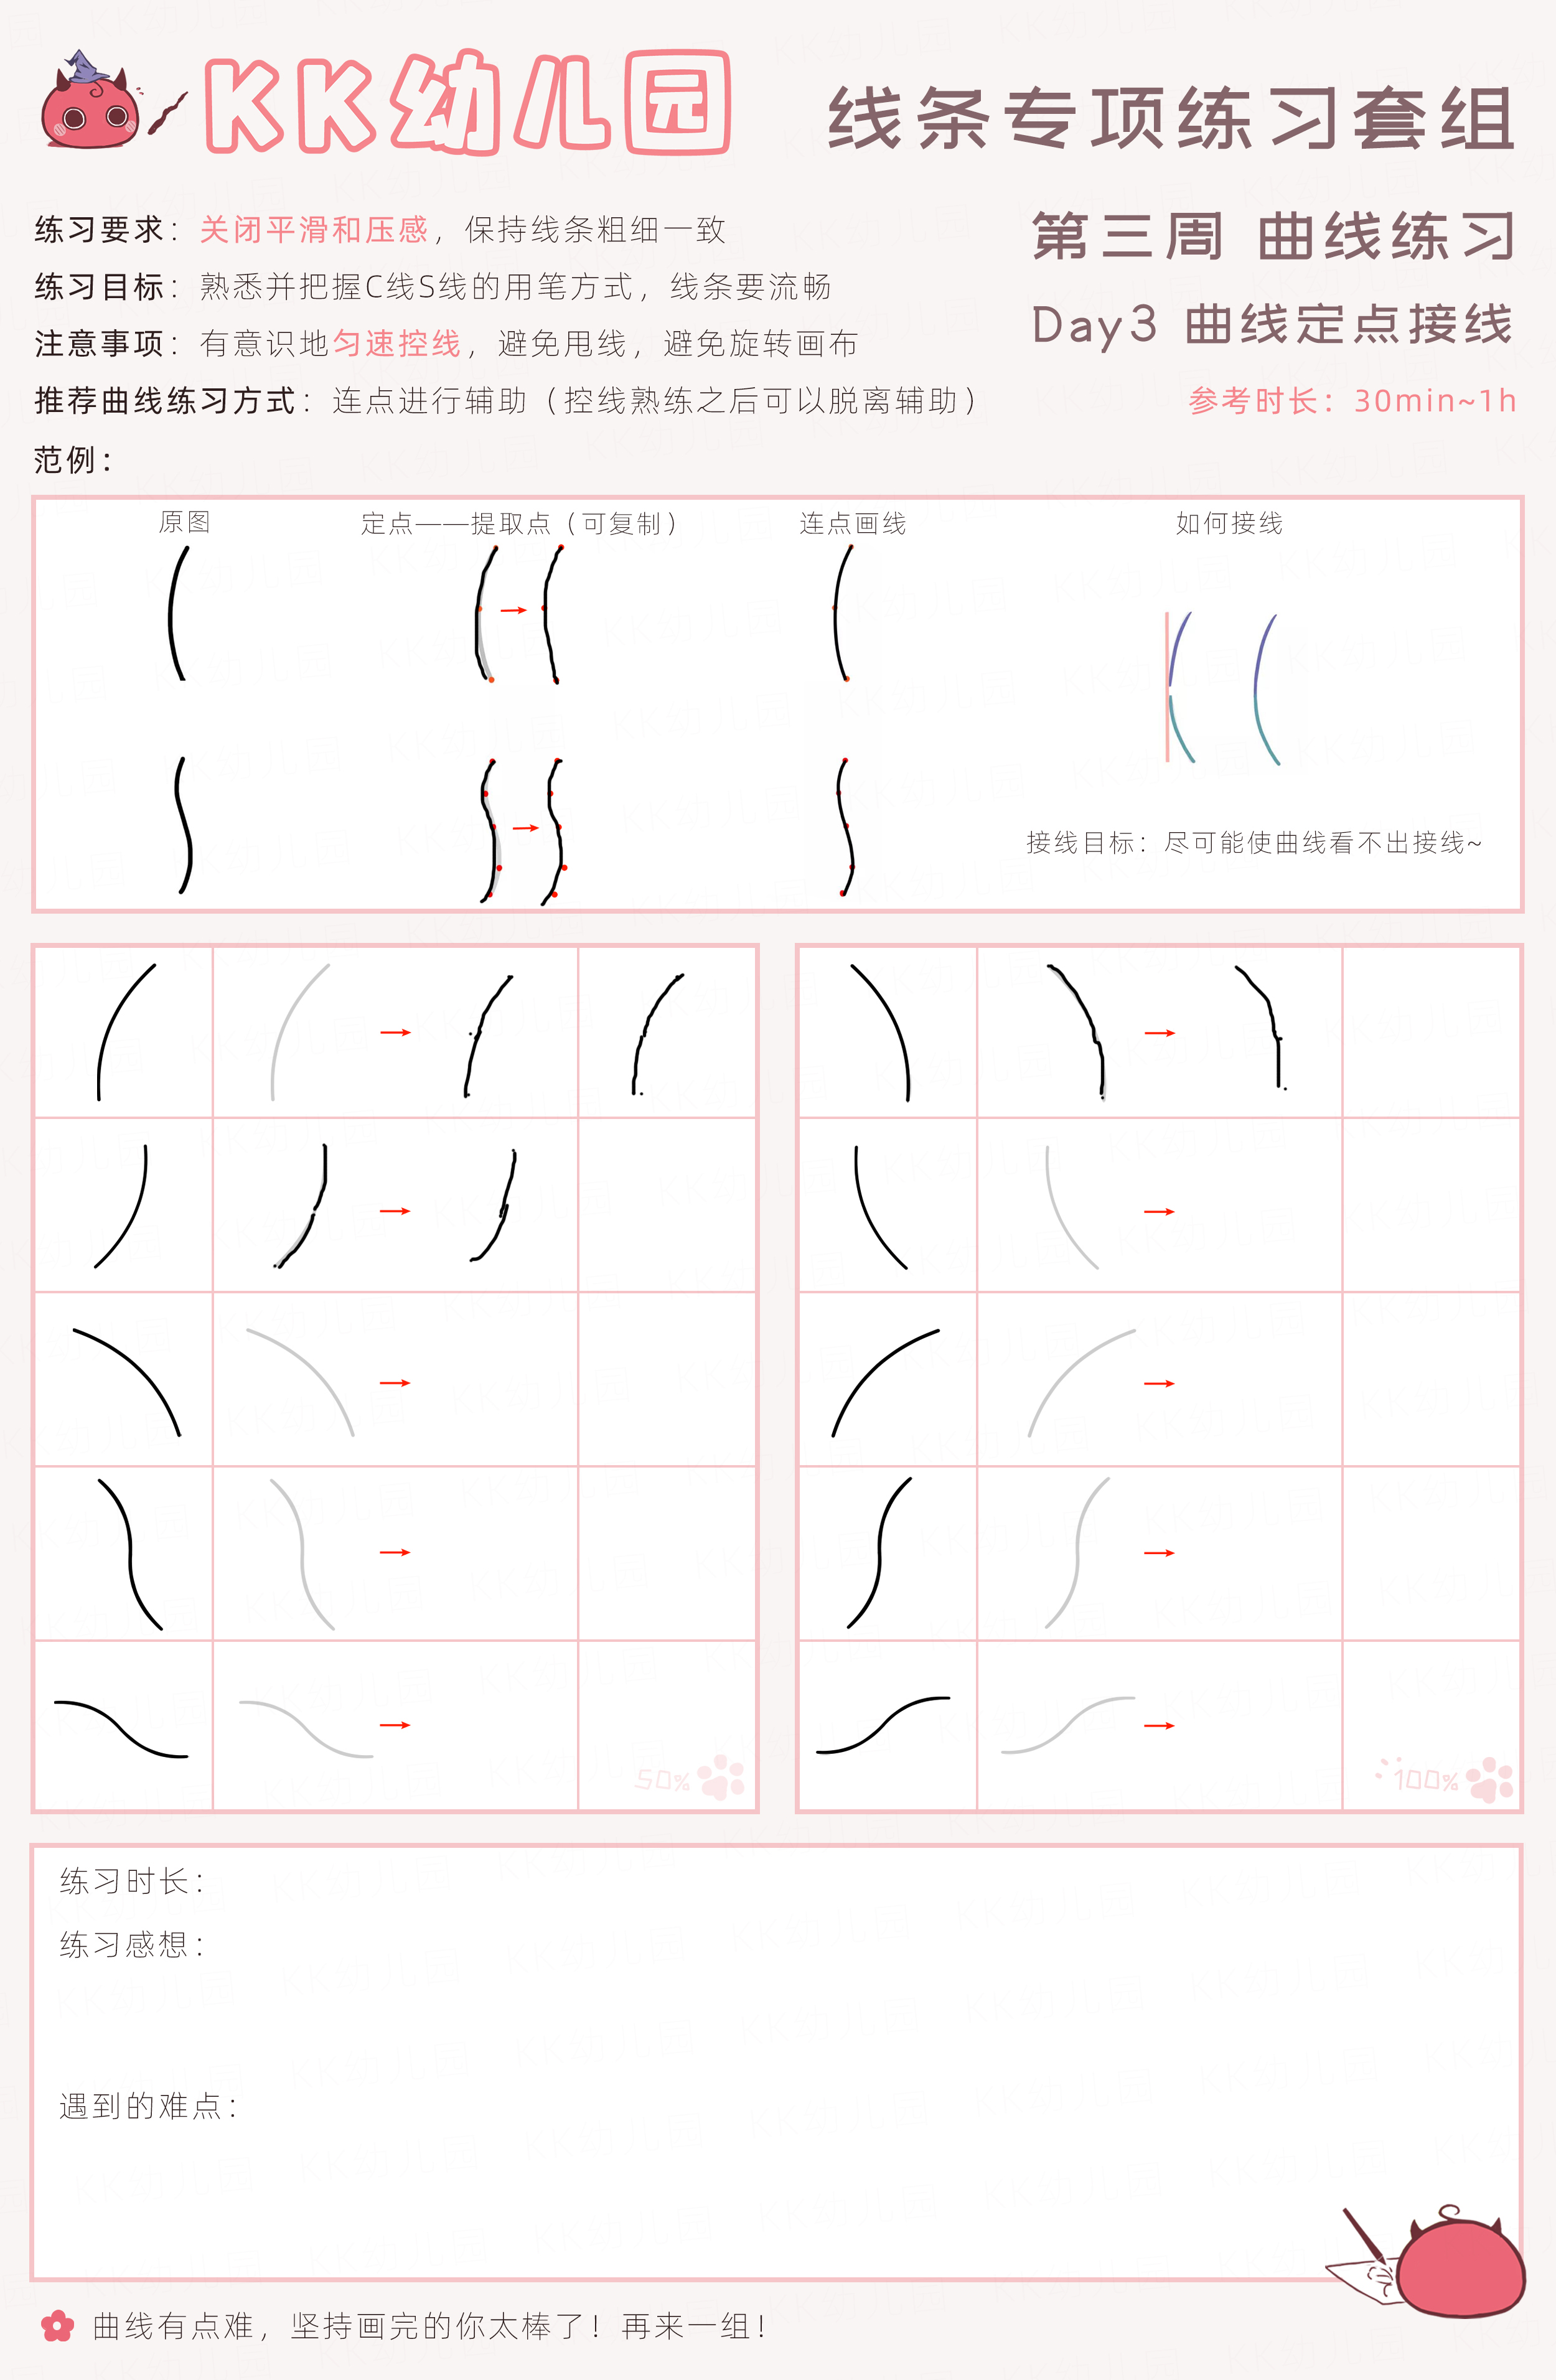 KK幼儿园
线条专项练习套组
练习要求：关闭平滑和压感，保持线条粗细一致
练习目标：熟悉并把握C线S线的用笔方式，线条要流畅
注意事项：有意识地匀速控线，避免甩线，避免旋转画布
推荐曲线练习方式：连点进行辅助（控线熟练之后可以脱离辅助）
第三周 曲线练习
Day3 曲线定点接线
参考时长：30min~1h
范例：
原图
定点——提取点（可复制）
连点画线
如何接线
接线目标：尽可能使曲线看不出接线~
50%
100%
练习时长：
练习感想：
遇到的难点：
曲线有点难，坚持画完的你太棒了！再来一组！